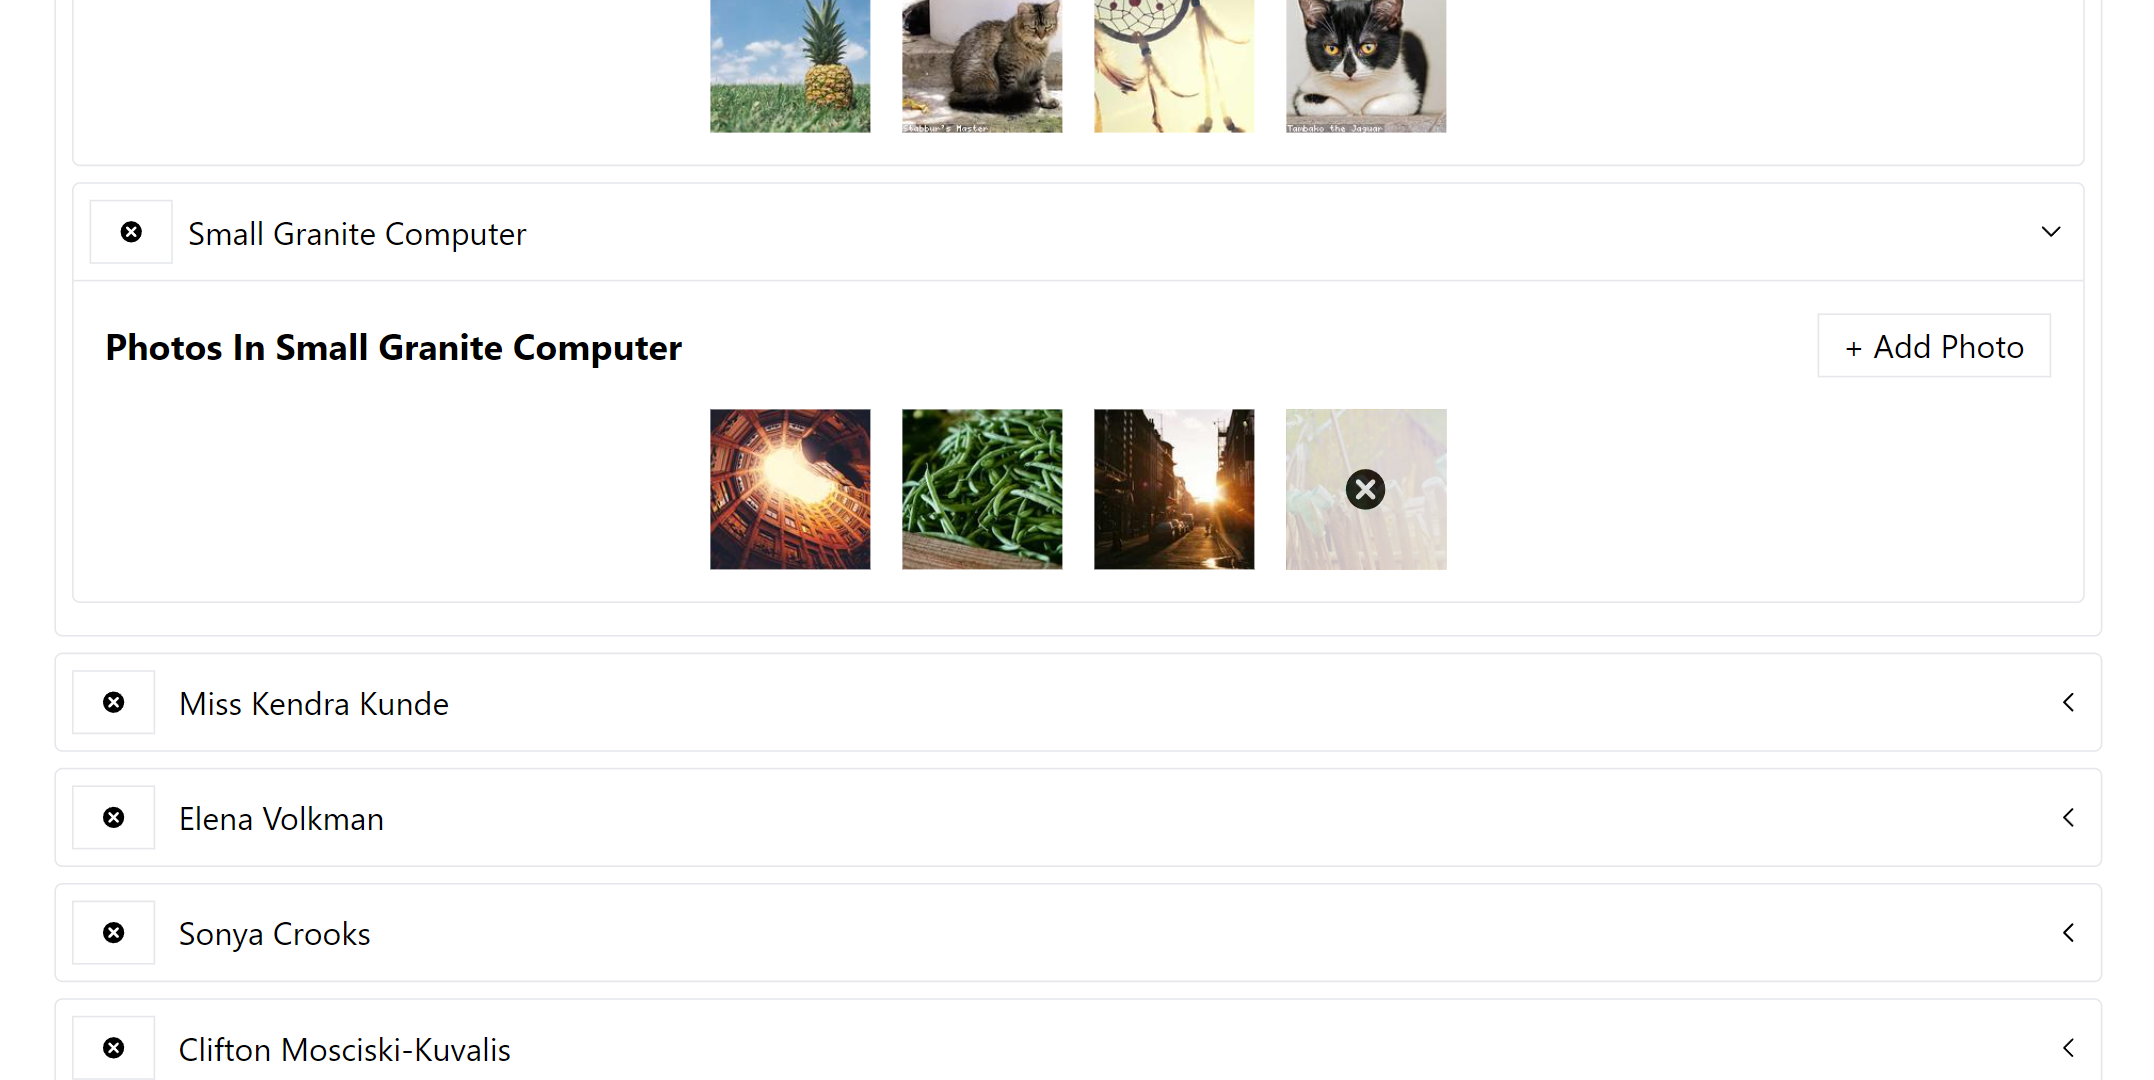 Stabbur's Master
Tambako the Jaguar
Small Granite Computer
Photos In Small Granite Computer
+ Add Photo
Miss Kendra Kunde
Elena Volkman
Sonya Crooks
Clifton Mosciski-Kuvalis